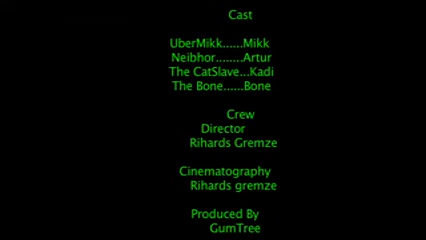 Cast
UberMikk......Mikk
Neibhor........Artur
The CatSlave...Kadi
The Bone......Bone
Crew
Director
Rihards Gremze
Cinematography
Rihards gremze
Produced By
GumTree